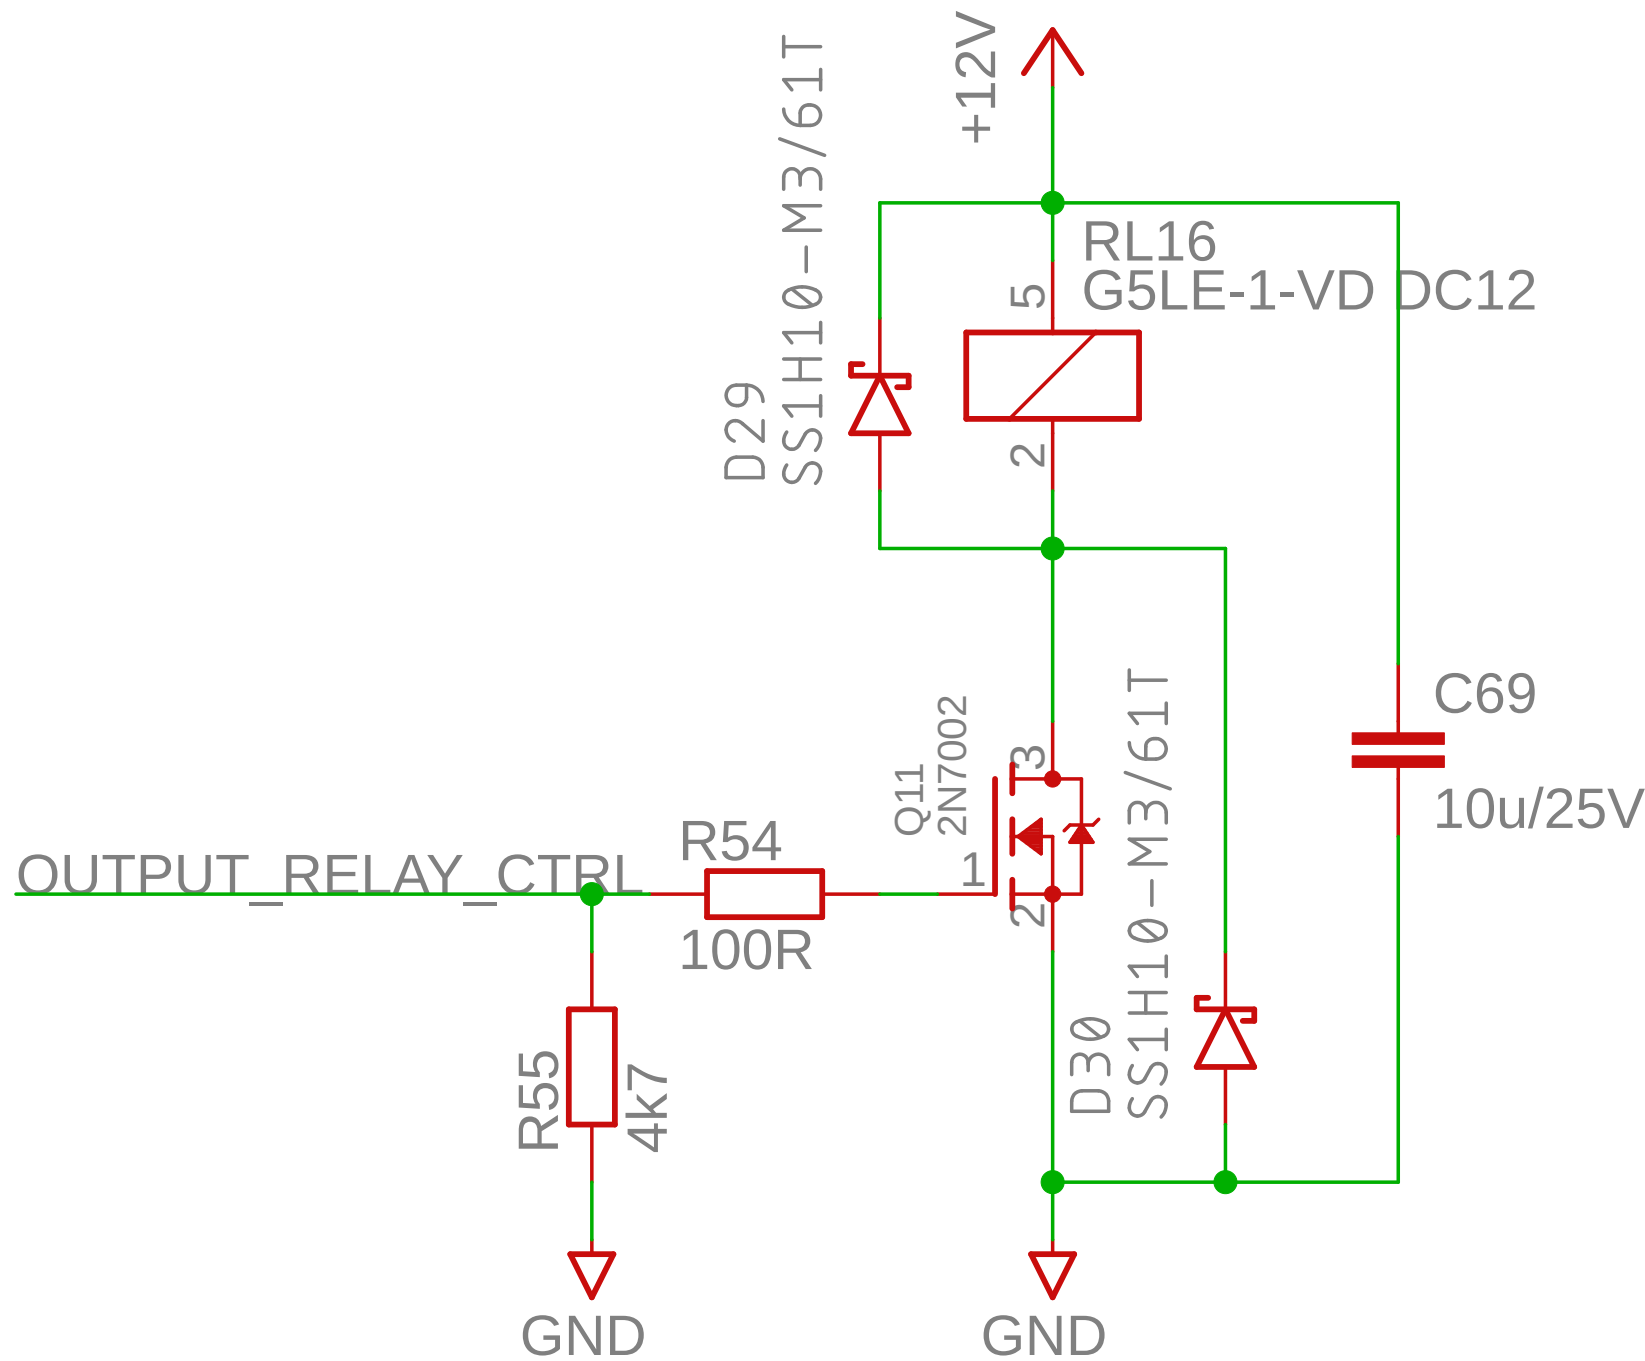 +12V
RL16
G5LE-1-VD DC12
5
2
D29
SS1H10-M3/61T
C69
10u/25V
Q11
2N7002
3
1
2
R54
100R
OUTPUT_RELAY_CTRL
R55
4k7
D30
SS1H10-M3/61T
GND
GND